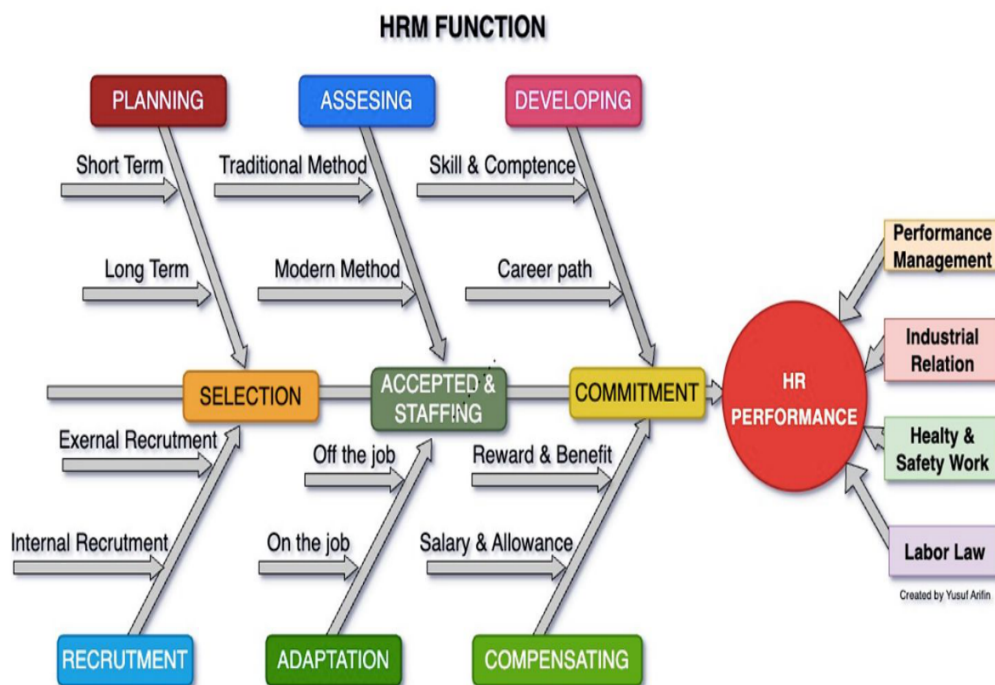 HRM FUNCTION
PLANNING
ASSESING
DEVELOPING
Short Term
Traditional Method
Skill & Comptence
Long Term
Modern Method
Career path
Performance
Management
Industrial
Relation
SELECTION
ACCEPTED &
STAFFING
COMMITMENT
HR
PERFORMANCE
Exernal Recrutment
Off the job
Reward & Benefit
Healty &
Safety Work
Internal Recrutment
On the job
Salary & Allowance
Labor Law
Created by Yusuf Arifin
RECRUTMENT
ADAPTATION
COMPENSATING